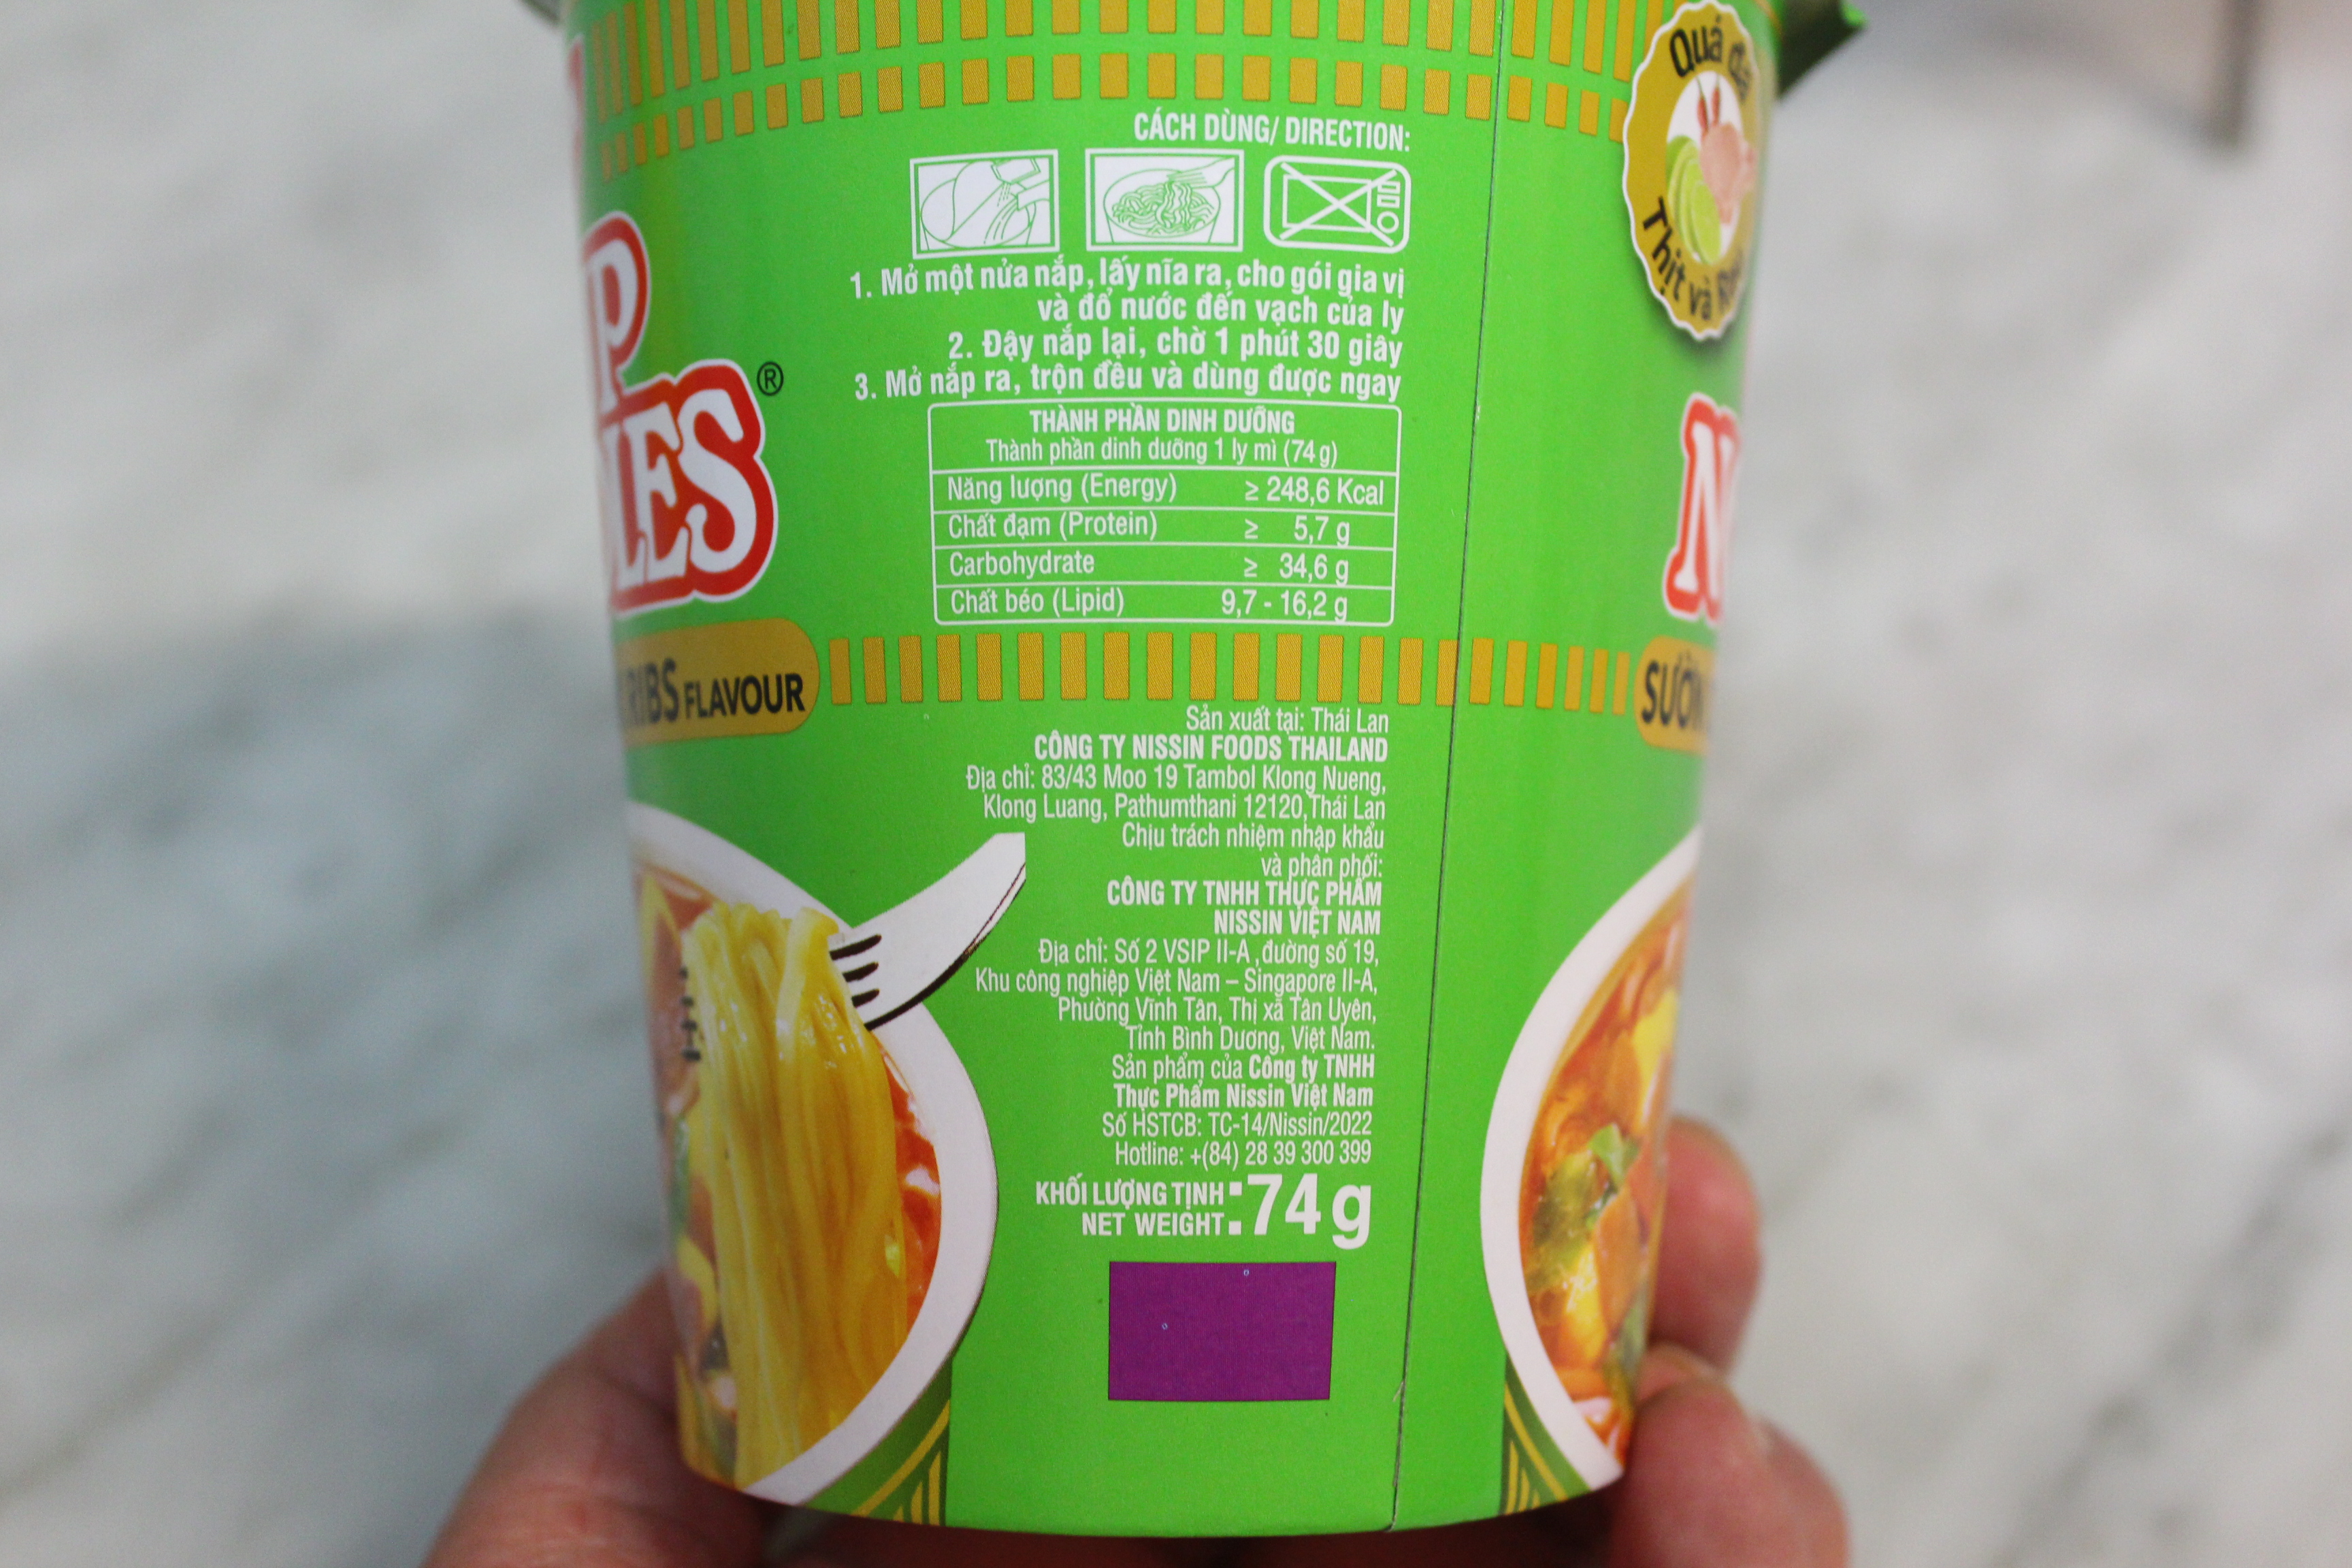 CÁCH DÙNG/ DIRECTION:
1. Mở một nửa nắp, lấy nĩa ra, cho gói gia vị
và đổ nước đến vạch của ly
2. Đậy nắp lại, chờ 1 phút 30 giây
3. Mở nắp ra, trộn đều và dùng được ngay
THÀNH PHẦN DINH DƯỠNG
Thành phần dinh dưỡng 1 ly mì (74 g)
Năng lượng (Energy) ≥ 248,6 Kcal
Chất đạm (Protein) ≥ 5,7 g
Carbohydrate ≥ 34,6 g
Chất béo (Lipid) 9,7 - 16,2 g
Sản xuất tại: Thái Lan
CÔNG TY NISSIN FOODS THAILAND
Địa chỉ: 83/43 Moo 19 Tambol Klong Nueng,
Klong Luang, Pathumthani 12120,Thái Lan
Chịu trách nhiệm nhập khẩu
và phân phối:
CÔNG TY TNHH THỰC PHẨM
NISSIN VIỆT NAM
Địa chỉ: Số 2 VSIP II-A ,đường số 19,
Khu công nghiệp Việt Nam – Singapore II-A,
Phường Vĩnh Tân, Thị xã Tân Uyên,
Tỉnh Bình Dương, Việt Nam.
Sản phẩm của Công ty TNHH
Thực Phẩm Nissin Việt Nam
Số HSTCB: TC-14/Nissin/2022
Hotline: +(84) 28 39 300 399
KHỐI LƯỢNG TỊNH
NET WEIGHT:74 g
P
LES®
RIBS FLAVOUR
Quá
Thịt và
N
SƯỜN